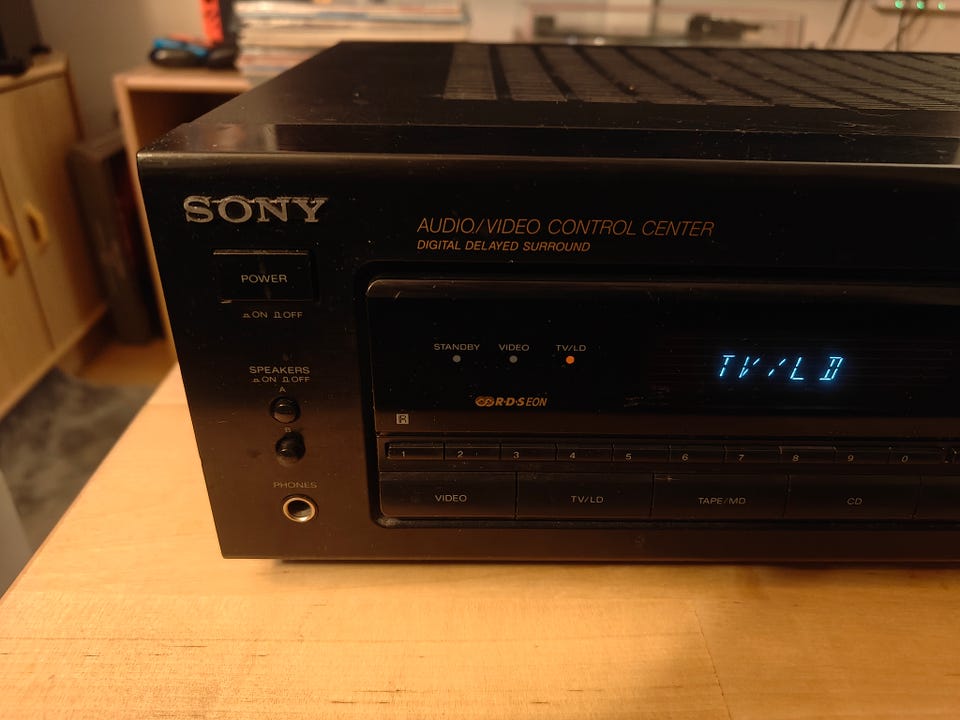 SONY
AUDIO/VIDEO CONTROL CENTER
DIGITAL DELAYED SURROUND
POWER
ON OFF
STANDBY VIDEO TV/LD
TV/LD
SPEAKERS
ON OFF
A
B
R·D·S EON
R
1 2 3 4 5 6 7 8 9 0
PHONES
VIDEO TV/LD TAPE/MD CD